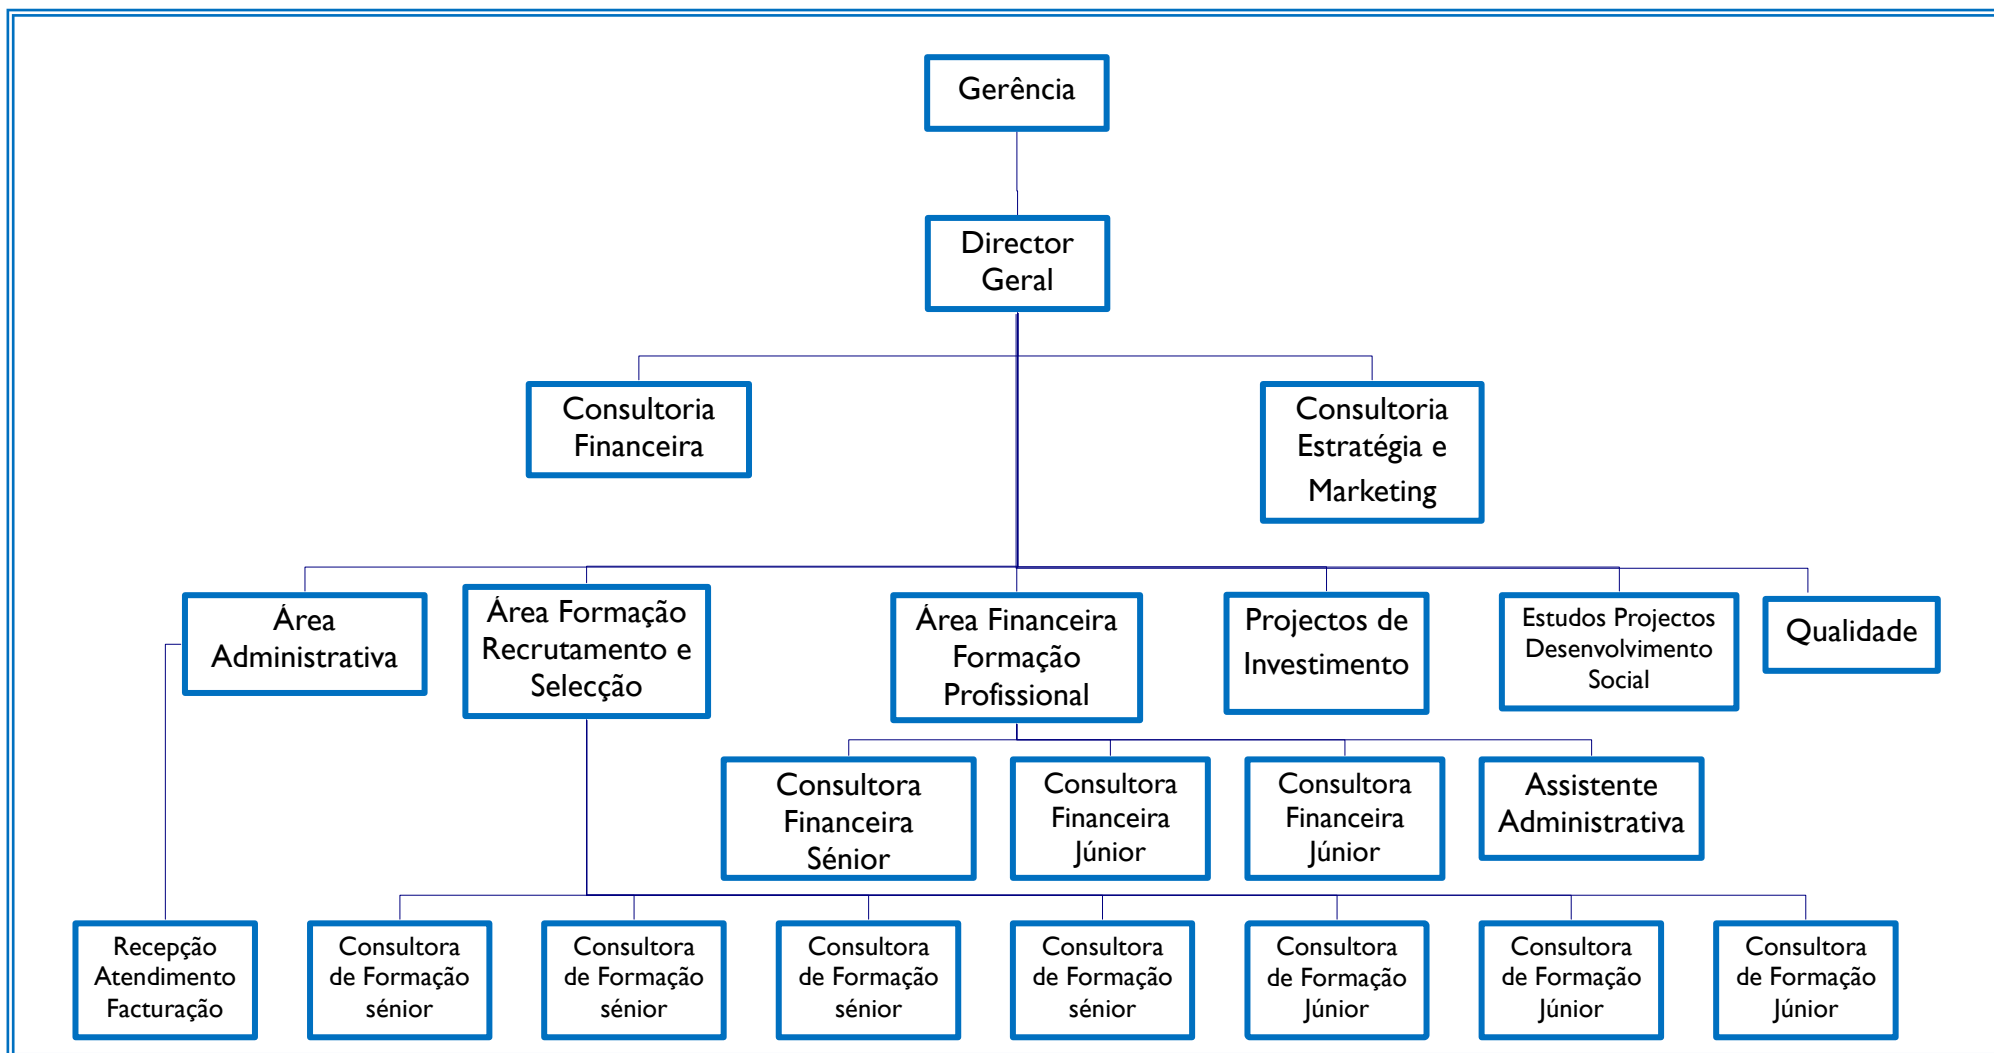 Gerência
Director
Geral
Consultoria
Financeira
Consultoria
Estratégia e
Marketing
Área
Administrativa
Área Formação
Recrutamento e
Selecção
Área Financeira
Formação
Profissional
Projectos de
Investimento
Estudos Projectos
Desenvolvimento
Social
Qualidade
Consultora
Financeira
Sénior
Consultora
Financeira
Júnior
Consultora
Financeira
Júnior
Assistente
Administrativa
Recepção
Atendimento
Facturação
Consultora
de Formação
sénior
Consultora
de Formação
sénior
Consultora
de Formação
sénior
Consultora
de Formação
sénior
Consultora
de Formação
Júnior
Consultora
de Formação
Júnior
Consultora
de Formação
Júnior